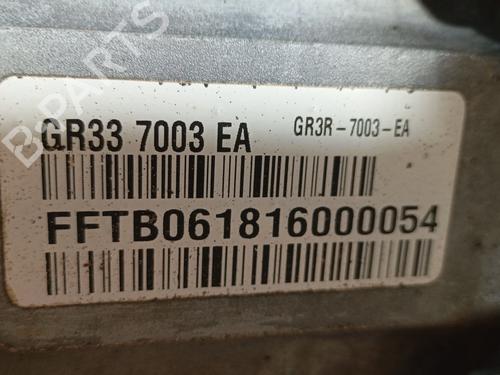 B-PARTS
GR33 7003 EA GR3R-7003-EA
FFTB061816000054